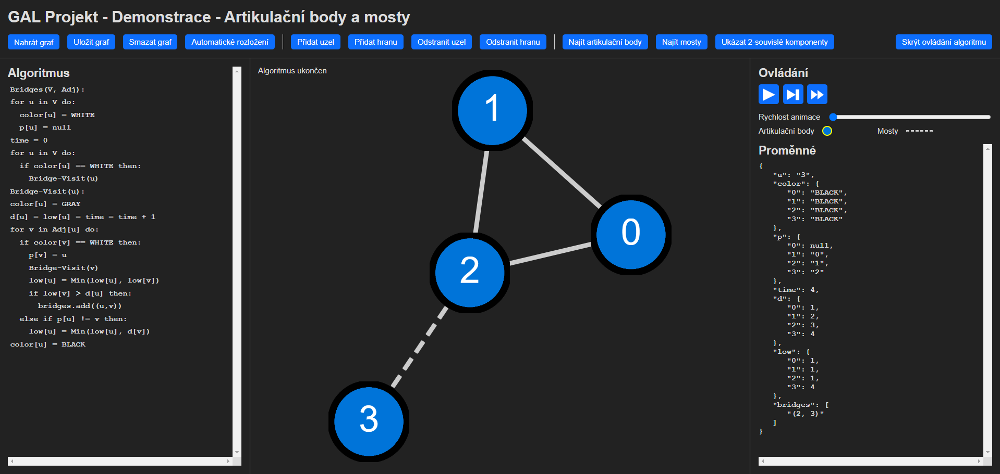 GAL Projekt - Demonstrace - Artikulační body a mosty
Nahrát graf
Uložit graf
Smazat graf
Automatické rozložení
Přidat uzel
Přidat hranu
Odstranit uzel
Odstranit hranu
Najít artikulační body
Najít mosty
Ukázat 2-souvislé komponenty
Skrýt ovládání algoritmu
Algoritmus
Bridges(V, Adj):
for u in V do:
color[u] = WHITE
p[u] = null
time = 0
for u in V do:
if color[u] == WHITE then:
Bridge-Visit(u)
Bridge-Visit(u):
color[u] = GRAY
d[u] = low[u] = time = time + 1
for v in Adj[u] do:
if color[v] == WHITE then:
p[v] = u
Bridge-Visit(v)
low[u] = Min(low[u], low[v])
if low[v] > d[u] then:
bridges.add((u,v))
else if p[u] != v then:
low[u] = Min(low[u], d[v])
color[u] = BLACK
Algoritmus ukončen
1
0
2
3
Ovládání
Rychlost animace
Artikulační body
Mosty
Proměnné
{
"u": "3",
"color": {
"0": "BLACK",
"1": "BLACK",
"2": "BLACK",
"3": "BLACK"
},
"p": {
"0": null,
"1": "0",
"2": "1",
"3": "2"
},
"time": 4,
"d": {
"0": 1,
"1": 2,
"2": 3,
"3": 4
},
"low": {
"0": 1,
"1": 1,
"2": 1,
"3": 4
},
"bridges": [
"(2, 3)"
]
}